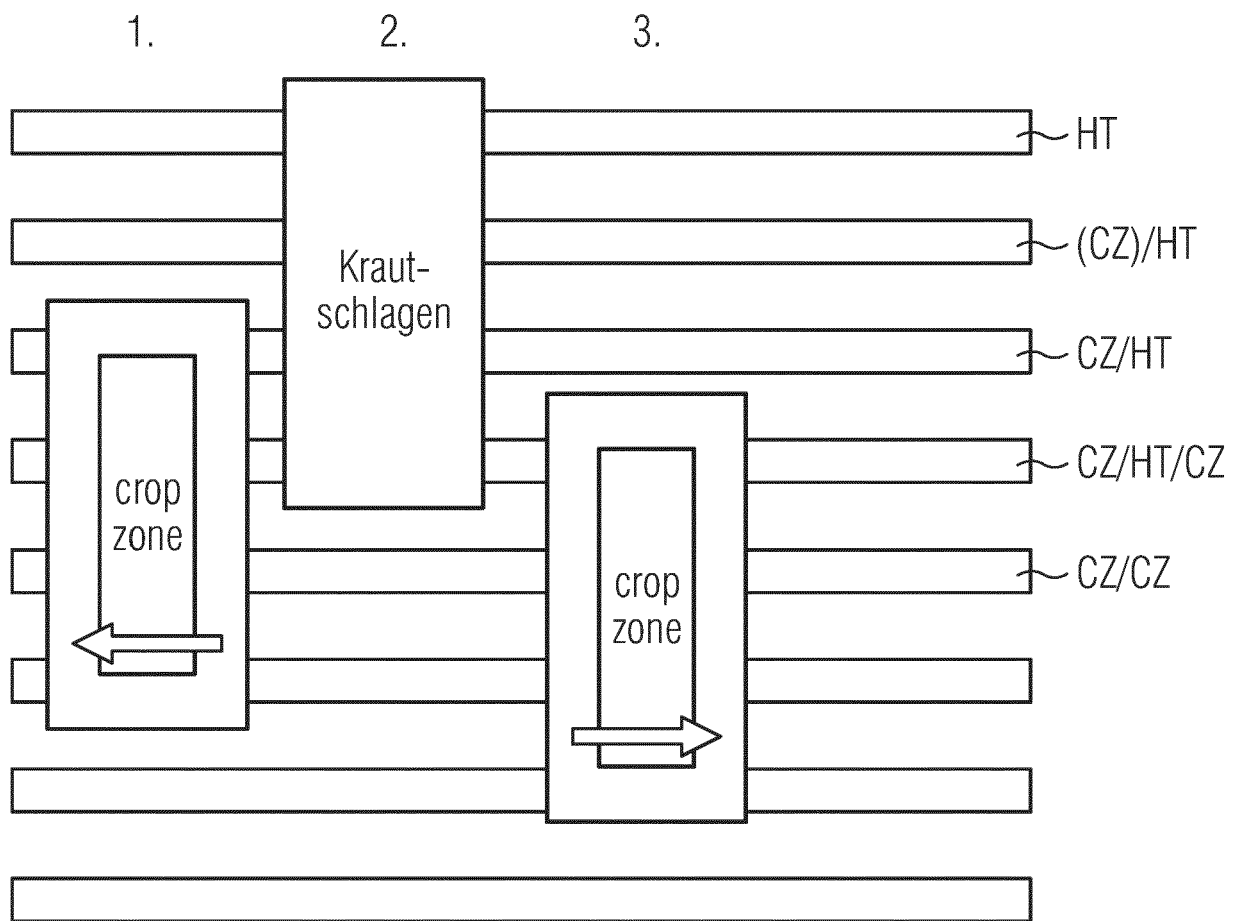 1.
2.
3.
HT
(CZ)/HT
Kraut-
schlagen
CZ/HT
CZ/HT/CZ
crop
zone
CZ/CZ
crop
zone